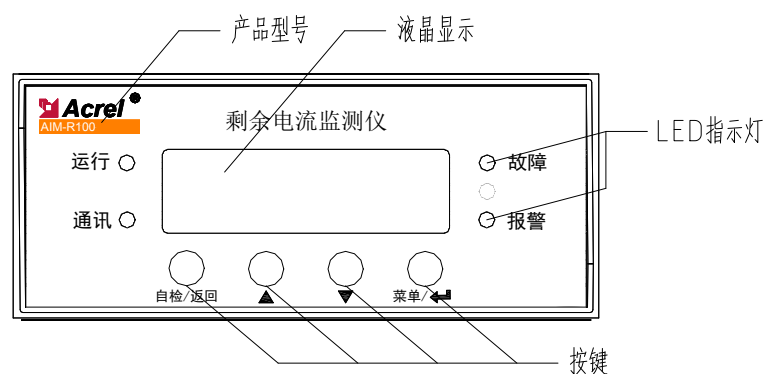 产品型号
液晶显示
Acrel
AIM-R100
剩余电流监测仪
LED指示灯
运行
故障
通讯
报警
自检/返回
菜单/
按键